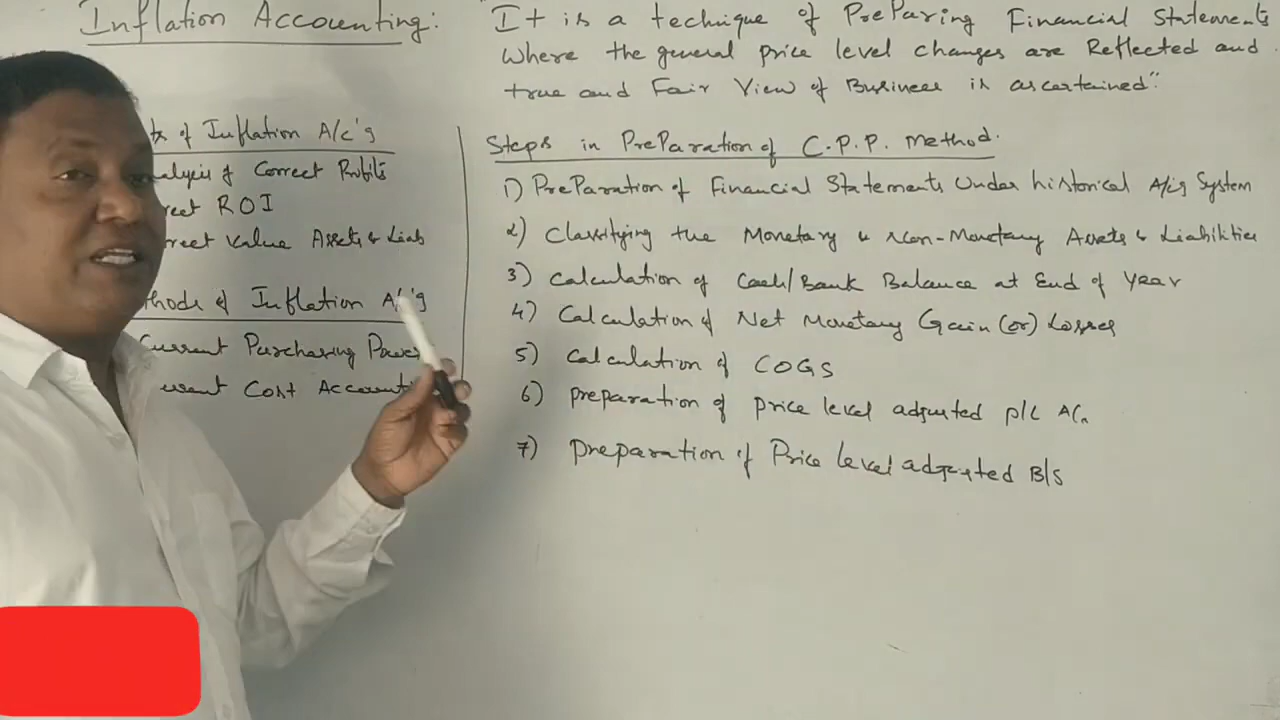 Inflation Accounting:
"It is a technique of Preparing Financial Statements
Where the general price level changes are Reflected and
true and Fair View of Business is ascertained"
of Inflation A/c'g
of Correct Profits
ROI
Value Assets & Liab
of Inflation A/c'g
Current Purchasing Power
Cost
Steps in Preparation of C.P.P. Method.
1) Preparation of Financial Statements Under historical A/cg System
2) Classifying the Monetary & Non-Monetary Assets & Liabilities
3) Calculation of Cash/Bank Balance at End of Year
4) Calculation of Net Monetary Gain (or) Losses
5) Calculation of COGS
6) Preparation of Price level adjusted P/L A/c
7) Preparation of Price level adjusted B/S